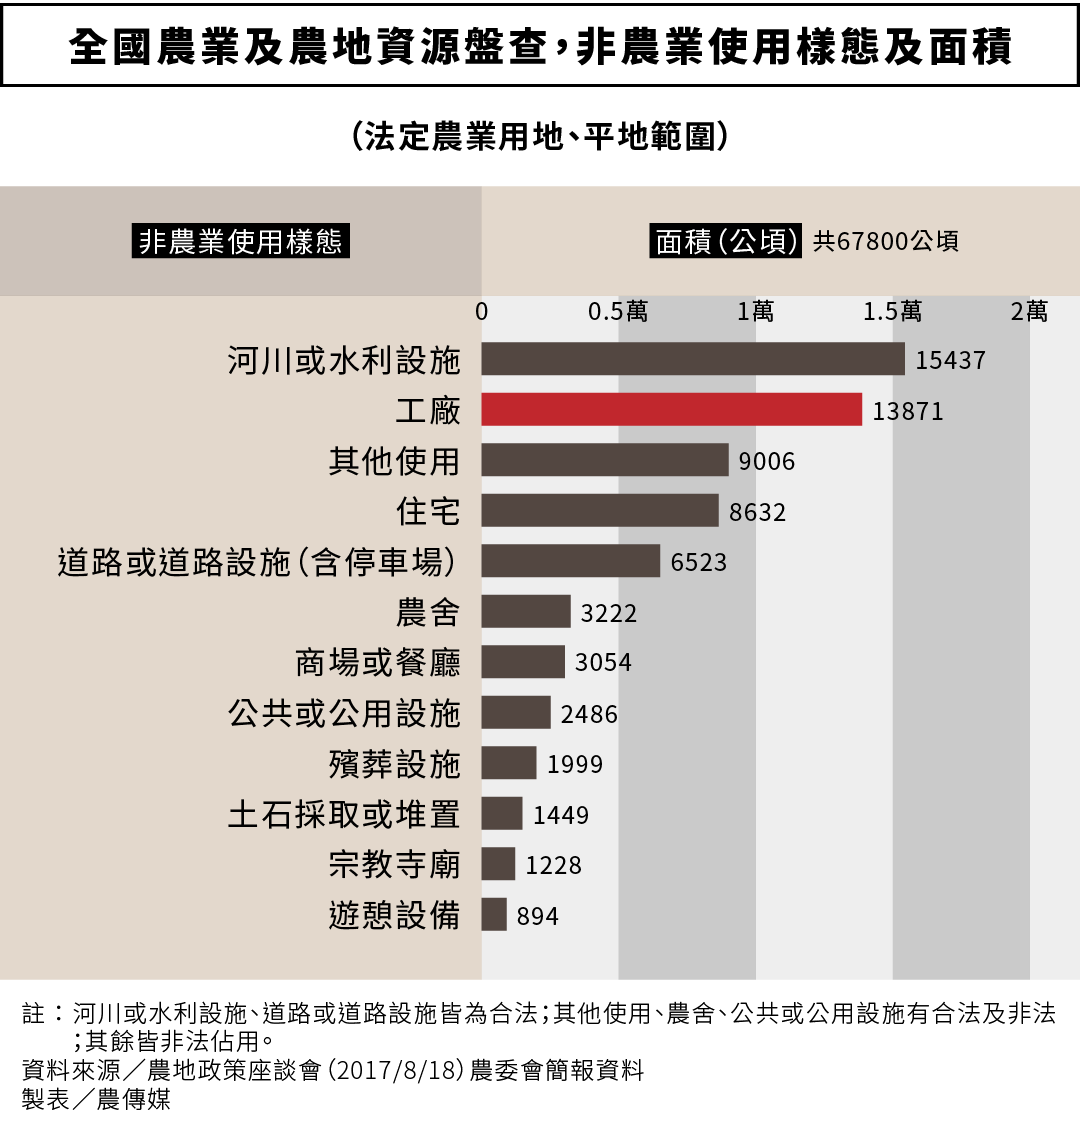 全國農業及農地資源盤查，非農業使用樣態及面積
（法定農業用地、平地範圍）
非農業使用樣態
面積（公頃） 共67800公頃
0 0.5萬 1萬 1.5萬 2萬
河川或水利設施 15437
工廠 13871
其他使用 9006
住宅 8632
道路或道路設施（含停車場） 6523
農舍 3222
商場或餐廳 3054
公共或公用設施 2486
殯葬設施 1999
土石採取或堆置 1449
宗教寺廟 1228
遊憩設備 894
註：河川或水利設施、道路或道路設施皆為合法；其他使用、農舍、公共或公用設施有合法及非法
；其餘皆非法佔用。
資料來源／農地政策座談會（2017/8/18）農委會簡報資料
製表／農傳媒